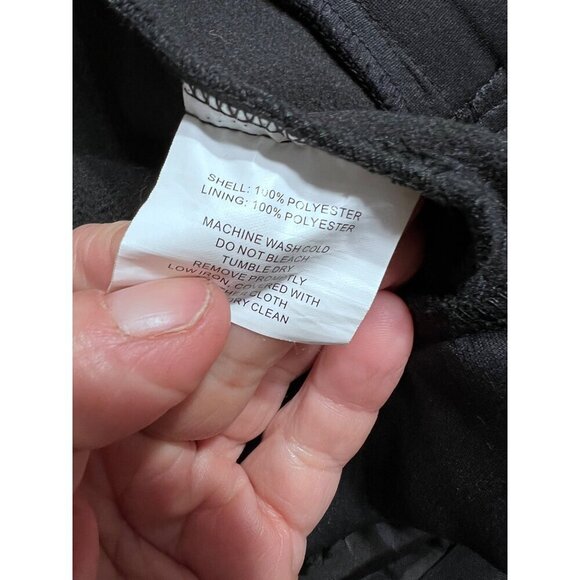 SHELL: 100% POLYESTER
LINING: 100% POLYESTER
MACHINE WASH COLD
DO NOT BLEACH
TUMBLE DRY
REMOVE PROMPTLY
LOW IRON, COVERED WITH
CLOTH
DRY CLEAN